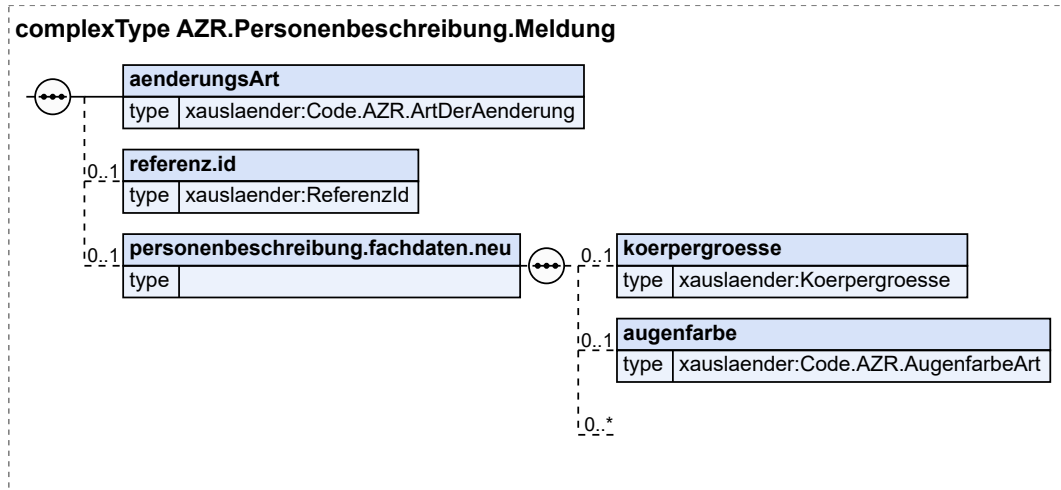 complexType AZR.Personenbeschreibung.Meldung
aenderungsArt
type xauslaender:Code.AZR.ArtDerAenderung
0..1 referenz.id
type xauslaender:ReferenzId
0..1 personenbeschreibung.fachdaten.neu
type
0..1 koerpergroesse
type xauslaender:Koerpergroesse
0..1 augenfarbe
type xauslaender:Code.AZR.AugenfarbeArt
0..*